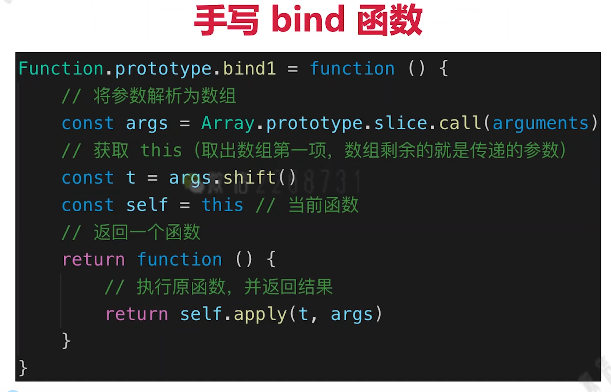 手写 bind 函数
Function.prototype.bind1 = function () {
// 将参数解析为数组
const args = Array.prototype.slice.call(arguments)
// 获取 this（取出数组第一项，数组剩余的就是传递的参数）
const t = args.shift()
const self = this // 当前函数
// 返回一个函数
return function () {
// 执行原函数，并返回结果
return self.apply(t, args)
}
}